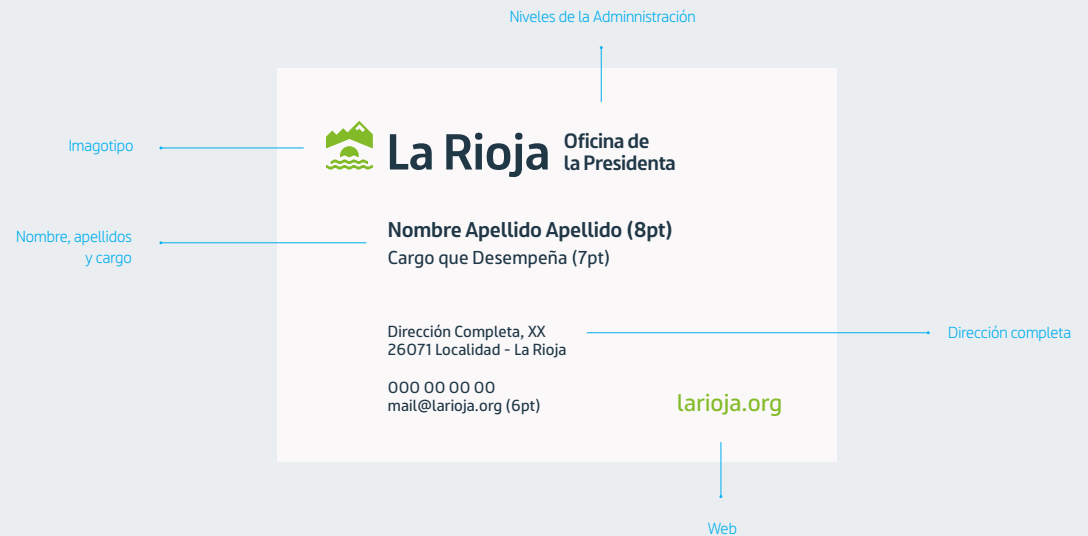 Niveles de la Adminnistración
Imagotipo
La Rioja
Oficina de
la Presidenta
Nombre, apellidos
y cargo
Nombre Apellido Apellido (8pt)
Cargo que Desempeña (7pt)
Dirección Completa, XX
26071 Localidad - La Rioja
Dirección completa
000 00 00 00
mail@larioja.org (6pt)
larioja.org
Web